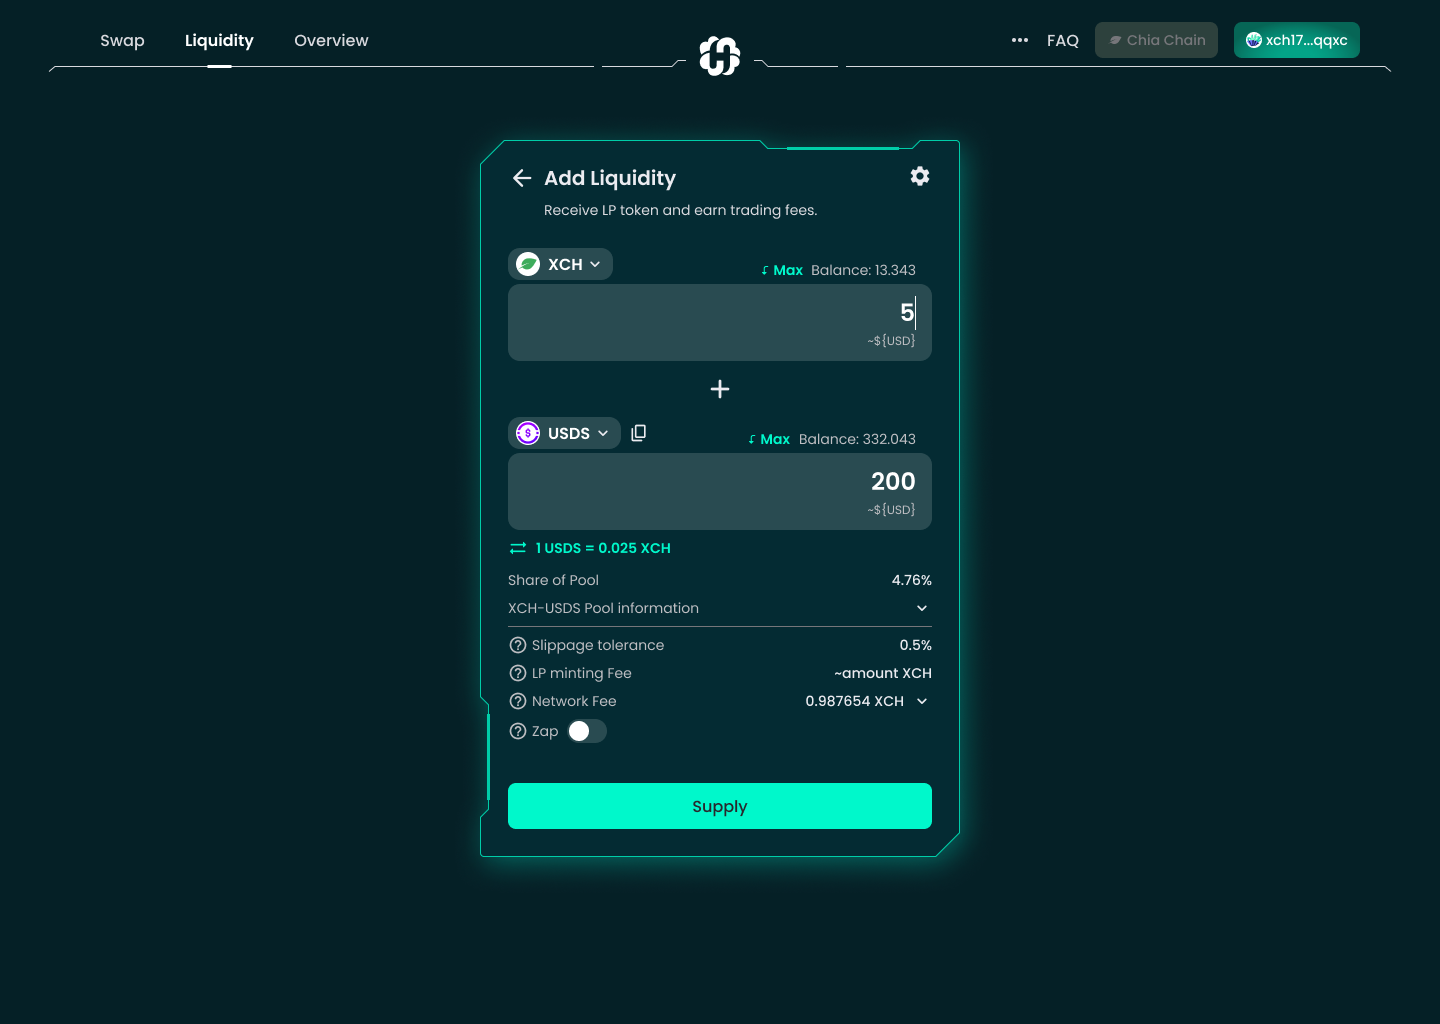 Swap Liquidity Overview
FAQ Chia Chain xch17...qqxc
Add Liquidity
Receive LP token and earn trading fees.
XCH
Max Balance: 13.343
5
~${USD}
USDS
Max Balance: 332.043
200
~${USD}
1 USDS = 0.025 XCH
Share of Pool 4.76%
XCH-USDS Pool information
Slippage tolerance 0.5%
LP minting Fee ~amount XCH
Network Fee 0.987654 XCH
Zap
Supply